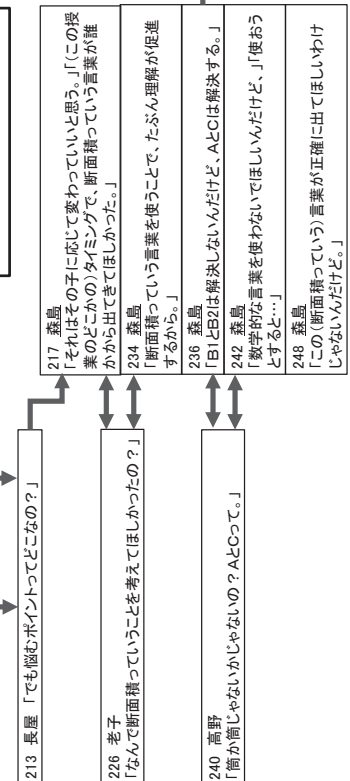 213 長屋 「でも悩むポイントってどこなの？」
217 森島
「それはその子に応じて変わっていいと思う。」「（この授
業のどこかの）タイミングで、断面積っていう言葉が誰
かから出てきてほしかった。」
226 老子
「なんで断面積っていうことを考えてほしかったの？」
234 森島
「断面積っていう言葉を使うことで、たぶん理解が促進
するから。」
236 森島
「B1とB2は解決しないんだけど、AとCは解決する。」
240 高野
「筒か筒じゃないかじゃないの？AとCって。」
242 森島
「数学的な言葉を使わないでほしいんだけど、」「使おう
とすると…」
248 森島
「この（断面積っていう）言葉が正確に出てほしいわけ
じゃないんだけど。」